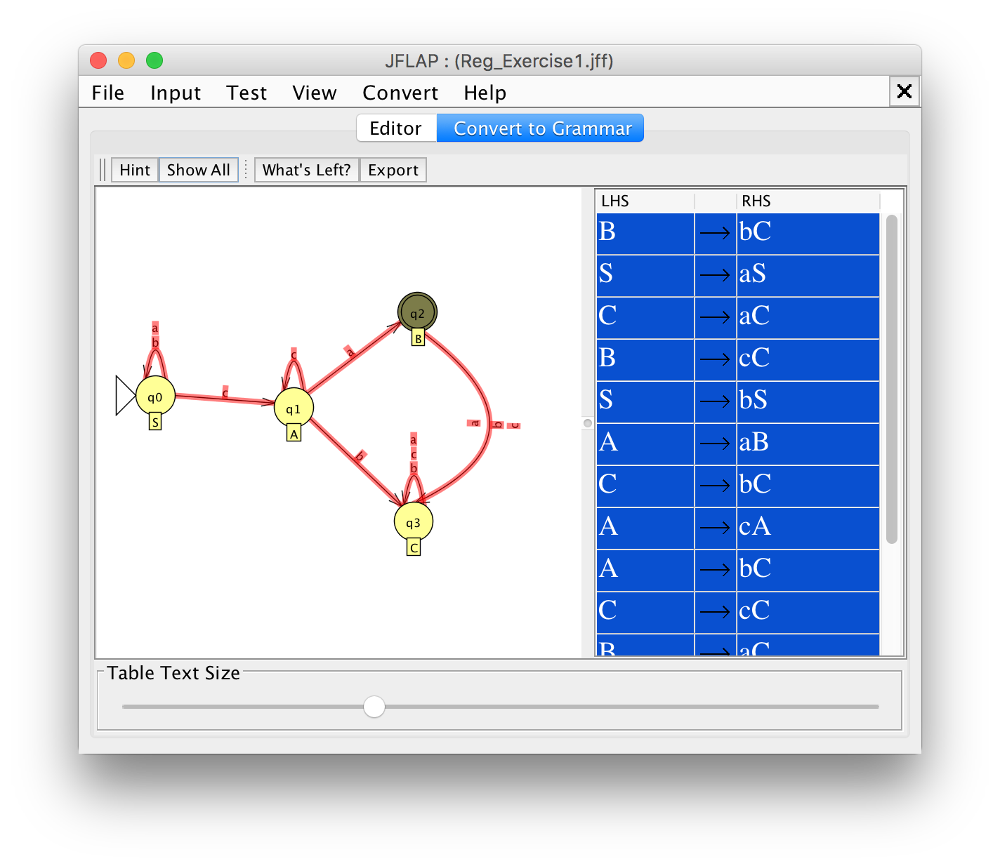 JFLAP : (Reg_Exercise1.jff)
File Input Test View Convert Help
Editor Convert to Grammar
Hint Show All What's Left? Export
LHS RHS
B → bC
S → aS
C → aC
B → cC
S → bS
A → aB
C → bC
A → cA
A → bC
C → cC
B → aC
a
b
q0
S
c
c
q1
A
a
q2
B
b
a
b
c
a
c
b
q3
C
Table Text Size